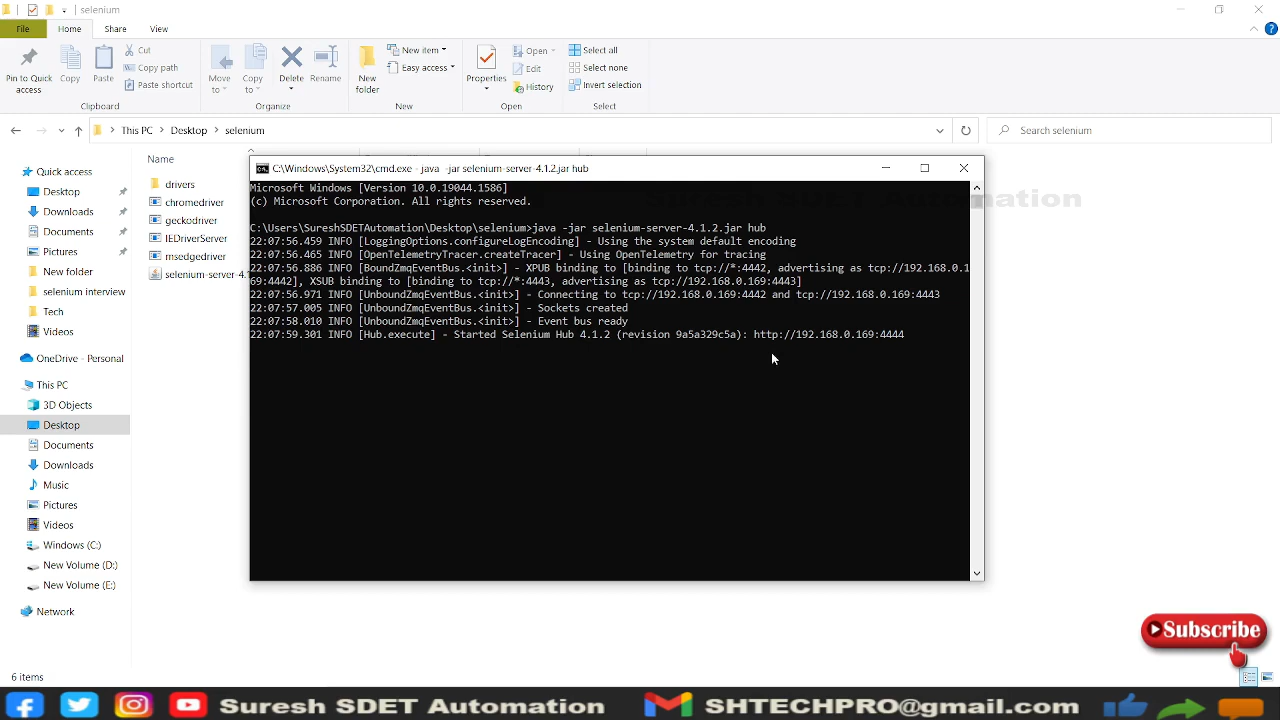 selenium
File
Home
Share
View
Pin to Quick access
Copy
Paste
Cut
Copy path
Paste shortcut
Clipboard
Move to
Copy to
Delete
Rename
Organize
New folder
New item
Easy access
New
Properties
Open
Edit
History
Open
Select all
Select none
Invert selection
Select
This PC > Desktop > selenium
Search selenium
Name
Quick access
Desktop
Downloads
Documents
Pictures
New folder
selenium interview
Tech
Videos
OneDrive - Personal
This PC
3D Objects
Desktop
Documents
Downloads
Music
Pictures
Videos
Windows (C:)
New Volume (D:)
New Volume (E:)
Network
drivers
chromedriver
geckodriver
IEDriverServer
msedgedriver
selenium-server-4.1
C:\Windows\System32\cmd.exe - java -jar selenium-server-4.1.2.jar hub
Microsoft Windows [Version 10.0.19044.1586]
(c) Microsoft Corporation. All rights reserved.
C:\Users\SureshSDETAutomation\Desktop\selenium>java -jar selenium-server-4.1.2.jar hub
22:07:56.459 INFO [LoggingOptions.configureLogEncoding] - Using the system default encoding
22:07:56.465 INFO [OpenTelemetryTracer.createTracer] - Using OpenTelemetry for tracing
22:07:56.886 INFO [BoundZmqEventBus.<init>] - XPUB binding to [binding to tcp://*:4442, advertising as tcp://192.168.0.1
69:4442], XSUB binding to [binding to tcp://*:4443, advertising as tcp://192.168.0.169:4443]
22:07:56.971 INFO [UnboundZmqEventBus.<init>] - Connecting to tcp://192.168.0.169:4442 and tcp://192.168.0.169:4443
22:07:57.005 INFO [UnboundZmqEventBus.<init>] - Sockets created
22:07:58.010 INFO [UnboundZmqEventBus.<init>] - Event bus ready
22:07:59.301 INFO [Hub.execute] - Started Selenium Hub 4.1.2 (revision 9a5a329c5a): http://192.168.0.169:4444
Suresh SDET Automation
Subscribe
6 items
Suresh SDET Automation
SHTECHPRO@gmail.com